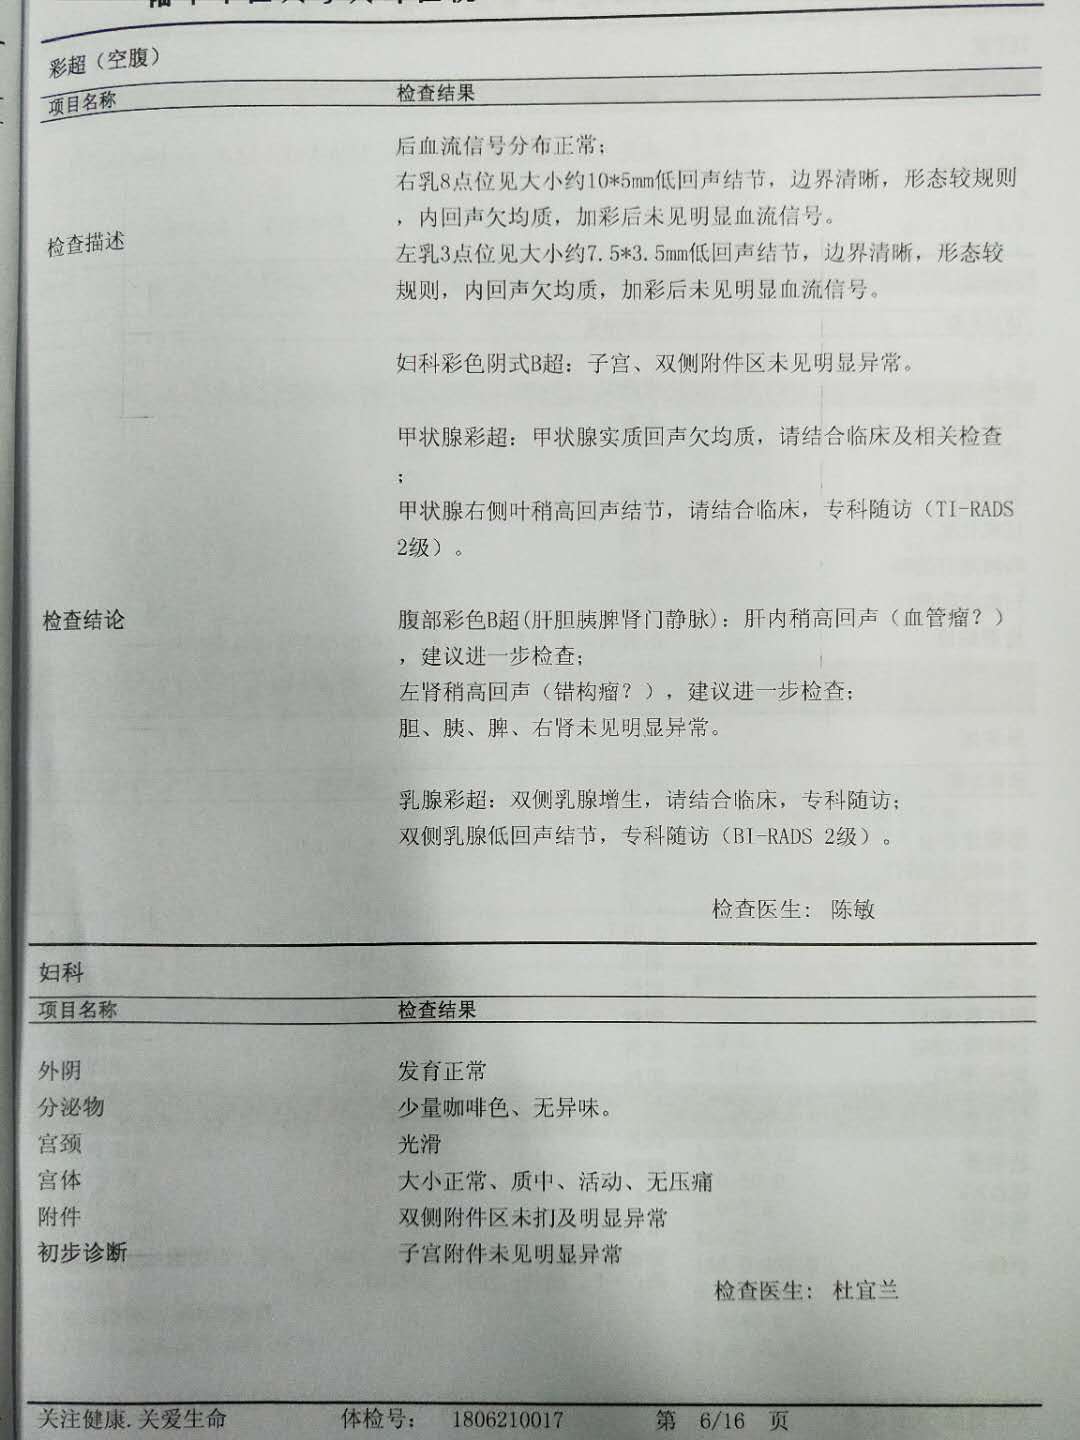 彩超（空腹）
项目名称 检查结果
后血流信号分布正常；
右乳8点位见大小约10*5mm低回声结节，边界清晰，形态较规则
，内回声欠均质，加彩后未见明显血流信号。
检查描述
左乳3点位见大小约7.5*3.5mm低回声结节，边界清晰，形态较
规则，内回声欠均质，加彩后未见明显血流信号。
妇科彩色阴式B超：子宫、双侧附件区未见明显异常。
甲状腺彩超：甲状腺实质回声欠均质，请结合临床及相关检查
；
甲状腺右侧叶稍高回声结节，请结合临床，专科随访（TI-RADS
2级）。
检查结论 腹部彩色B超(肝胆胰脾肾门静脉)：肝内稍高回声（血管瘤？）
，建议进一步检查；
左肾稍高回声（错构瘤？），建议进一步检查；
胆、胰、脾、右肾未见明显异常。
乳腺彩超：双侧乳腺增生，请结合临床，专科随访；
双侧乳腺低回声结节，专科随访（BI-RADS 2级）。
检查医生: 陈敏
妇科
项目名称 检查结果
外阴 发育正常
分泌物 少量咖啡色、无异味。
宫颈 光滑
宫体 大小正常、质中、活动、无压痛
附件 双侧附件区未扪及明显异常
初步诊断 子宫附件未见明显异常
检查医生: 杜宜兰
关注健康.关爱生命 体检号: 1806210017 第 6/16 页